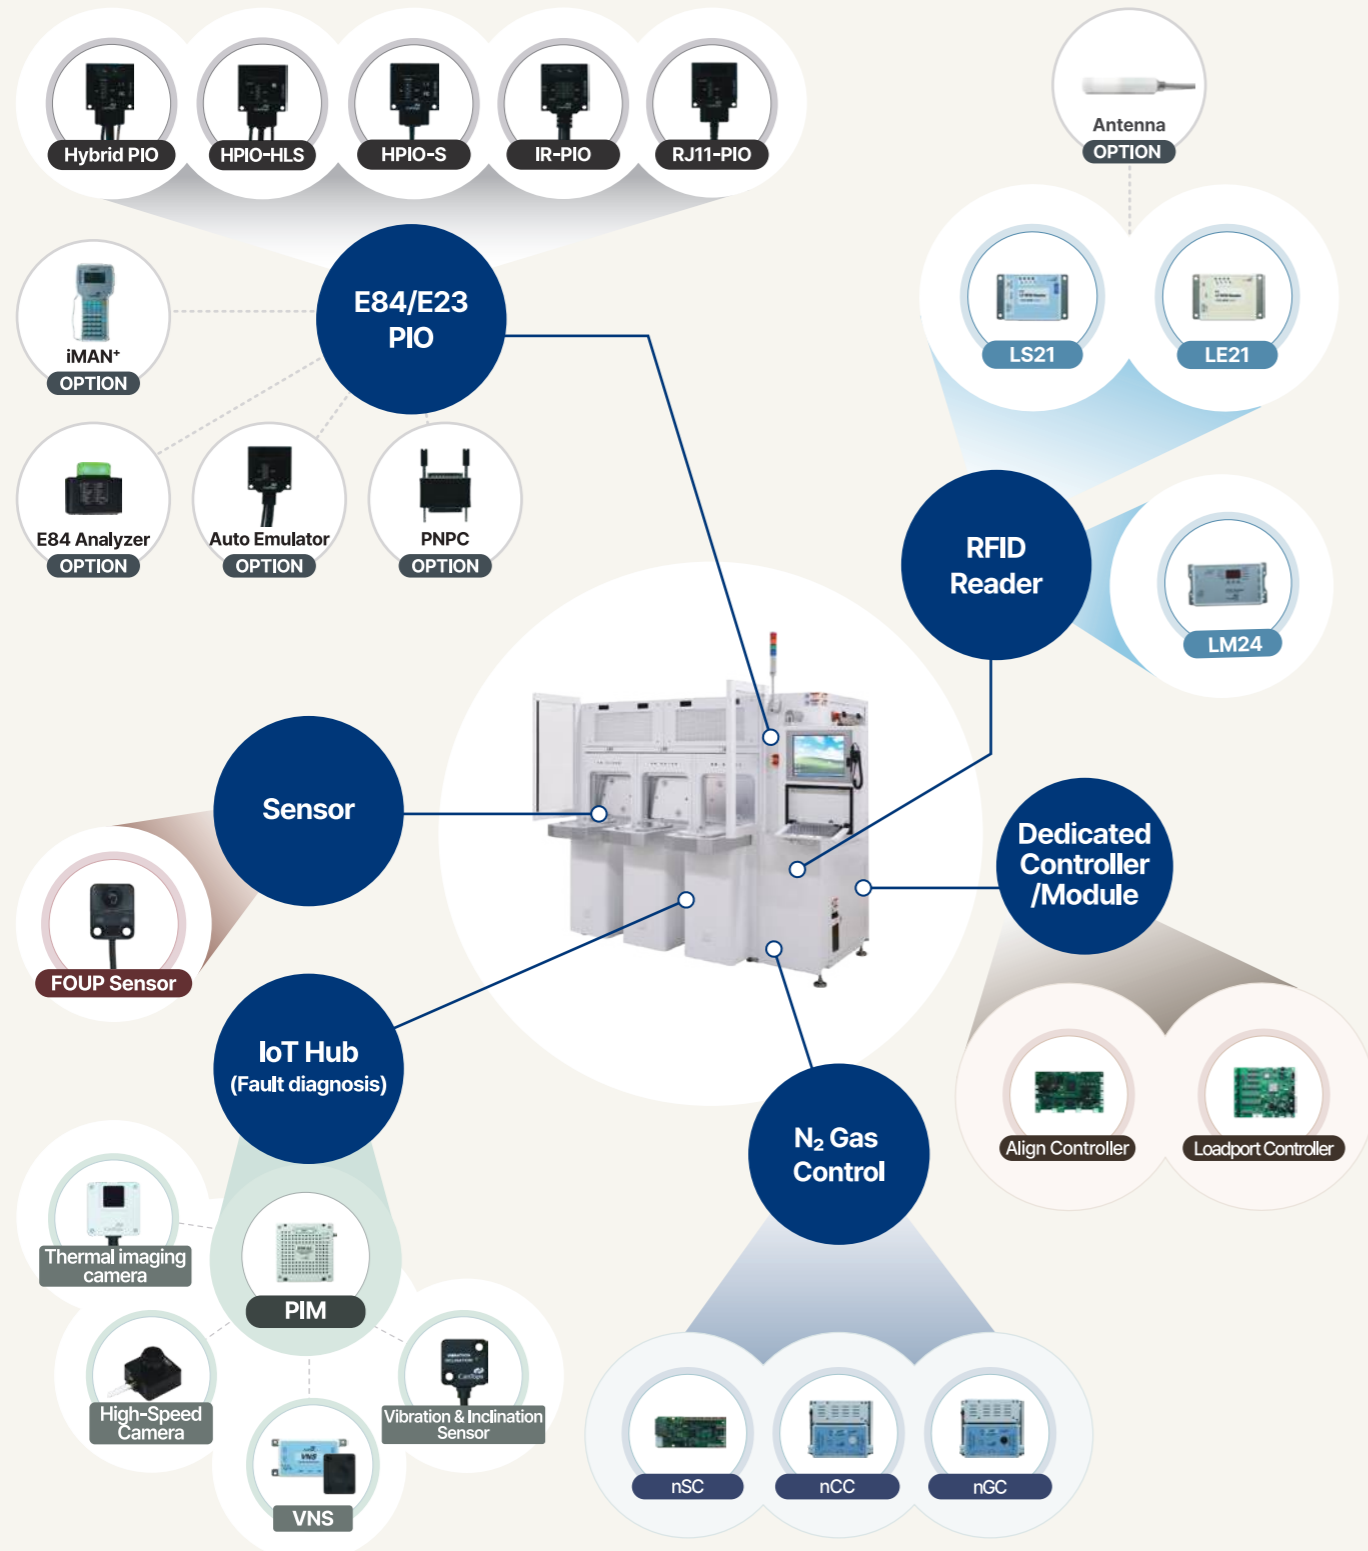 Hybrid PIO
HPIO-HLS
HPIO-S
IR-PIO
RJ11-PIO
Antenna
OPTION
E84/E23
PIO
iMAN⁺
OPTION
E84 Analyzer
OPTION
Auto Emulator
OPTION
PNPC
OPTION
LS21
LE21
RFID
Reader
LM24
Sensor
FOUP Sensor
Dedicated
Controller
/Module
Align Controller
Loadport Controller
IoT Hub
(Fault diagnosis)
N₂ Gas
Control
Thermal imaging
camera
PIM
High-Speed
Camera
Vibration & Inclination
Sensor
VNS
VNS
nSC
nCC
nGC